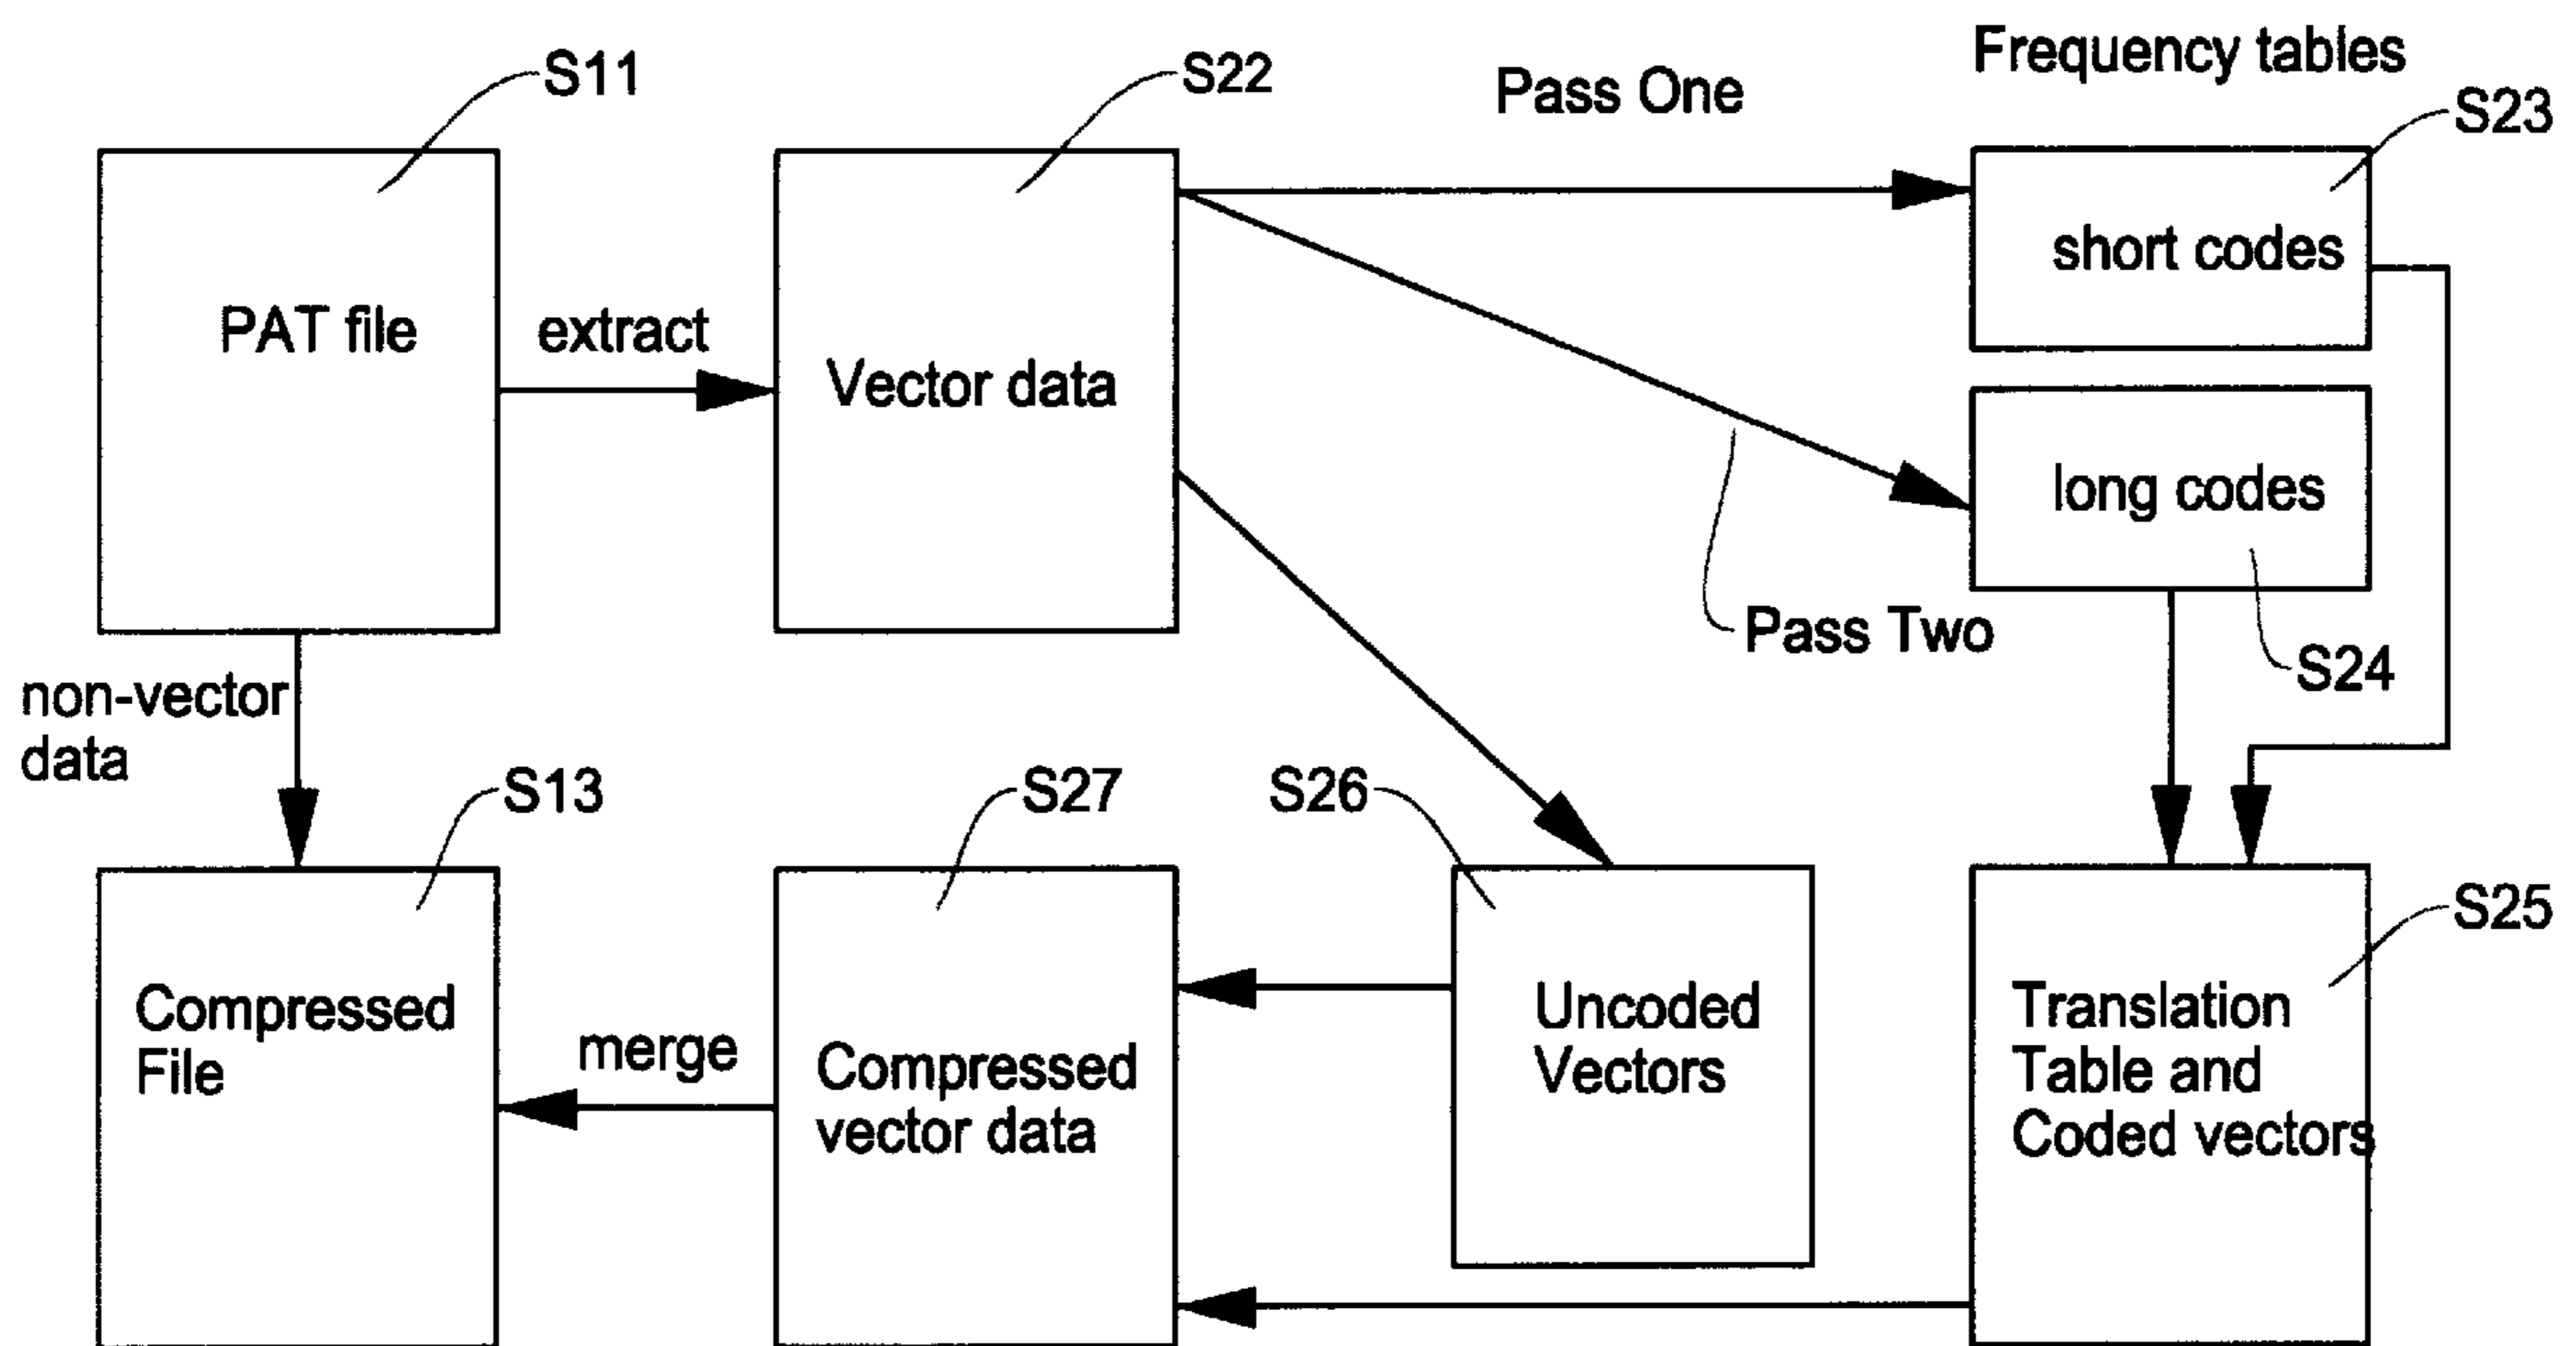 S11
S22
Pass One
Frequency tables
S23
short codes
PAT file
extract
Vector data
long codes
Pass Two
S24
non-vector
data
S13
S27
S26
S25
Compressed
File
merge
Compressed
vector data
Uncoded
Vectors
Translation
Table and
Coded vectors